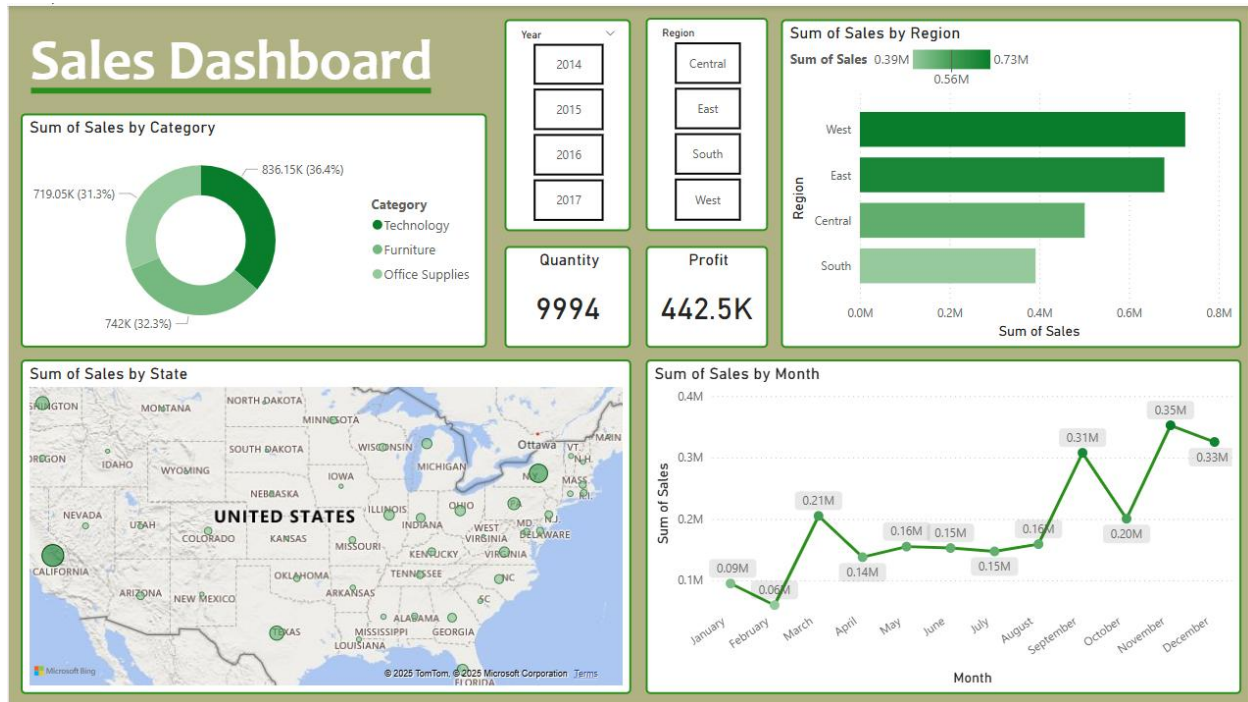 Sales Dashboard
Year
2014
2015
2016
2017
Region
Central
East
South
West
Sum of Sales by Region
Sum of Sales 0.39M 0.73M
0.56M
Region
West
East
Central
South
0.0M 0.2M 0.4M 0.6M 0.8M
Sum of Sales
Sum of Sales by Category
836.15K (36.4%)
719.05K (31.3%)
742K (32.3%)
Category
Technology
Furniture
Office Supplies
Quantity
9994
Profit
442.5K
Sum of Sales by State
NORTH DAKOTA
MONTANA
MINNESOTA
SOUTH DAKOTA
WISCONSIN
Ottawa
VT.
MAIN
N.H.
IDAHO
WYOMING
MICHIGAN
MASS.
R.I.
IOWA
NEBRASKA
NEVADA
UTAH
UNITED STATES
ILLINOIS
INDIANA
OHIO
PA
N.J.
MD.
DELAWARE
WEST
VIRGINIA
COLORADO
KANSAS
MISSOURI
KENTUCKY
VIRGINIA
CALIFORNIA
OKLAHOMA
TENNESSEE
NC
ARIZONA
NEW MEXICO
ARKANSAS
SC
ALABAMA
TEXAS
MISSISSIPPI
GEORGIA
LOUISIANA
FLORIDA
Microsoft Bing
© 2025 TomTom, © 2025 Microsoft Corporation Terms
Sum of Sales by Month
Sum of Sales
0.4M
0.3M
0.2M
0.1M
0.09M
0.06M
0.21M
0.14M
0.16M
0.15M
0.15M
0.16M
0.31M
0.20M
0.35M
0.33M
January
February
March
April
May
June
July
August
September
October
November
December
Month